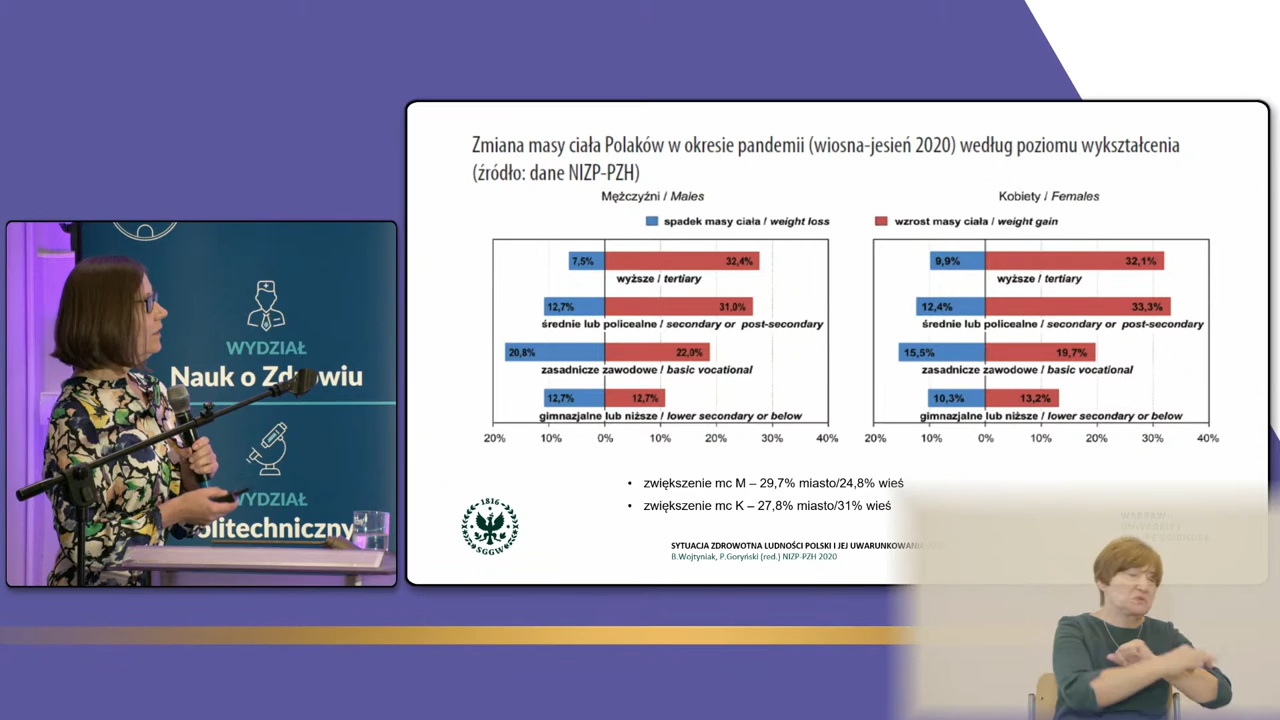 Zmiana masy ciała Polaków w okresie pandemii (wiosna-jesień 2020) według poziomu wykształcenia
(źródło: dane NIZP-PZH)
Mężczyźni / Males
Kobiety / Females
spadek masy ciała / weight loss
wzrost masy ciała / weight gain
7,5% 32,4%
wyższe / tertiary
12,7% 31,0%
średnie lub policealne / secondary or post-secondary
20,8% 22,0%
zasadnicze zawodowe / basic vocational
12,7% 12,7%
gimnazjalne lub niższe / lower secondary or below
20% 10% 0% 10% 20% 30% 40%
9,9% 32,1%
wyższe / tertiary
12,4% 33,3%
średnie lub policealne / secondary or post-secondary
15,5% 19,7%
zasadnicze zawodowe / basic vocational
10,3% 13,2%
gimnazjalne lub niższe / lower secondary or below
20% 10% 0% 10% 20% 30% 40%
• zwiększenie mc M – 29,7% miasto/24,8% wieś
• zwiększenie mc K – 27,8% miasto/31% wieś
1816
SGGW
SYTUACJA ZDROWOTNA LUDNOŚCI POLSKI I JEJ UWARUNKOWANIA
B.Wojtyniak, P.Goryński (red.) NIZP-PZH 2020
WYDZIAŁ
Nauk o Zdrowiu
WYDZIAŁ
Politechniczny